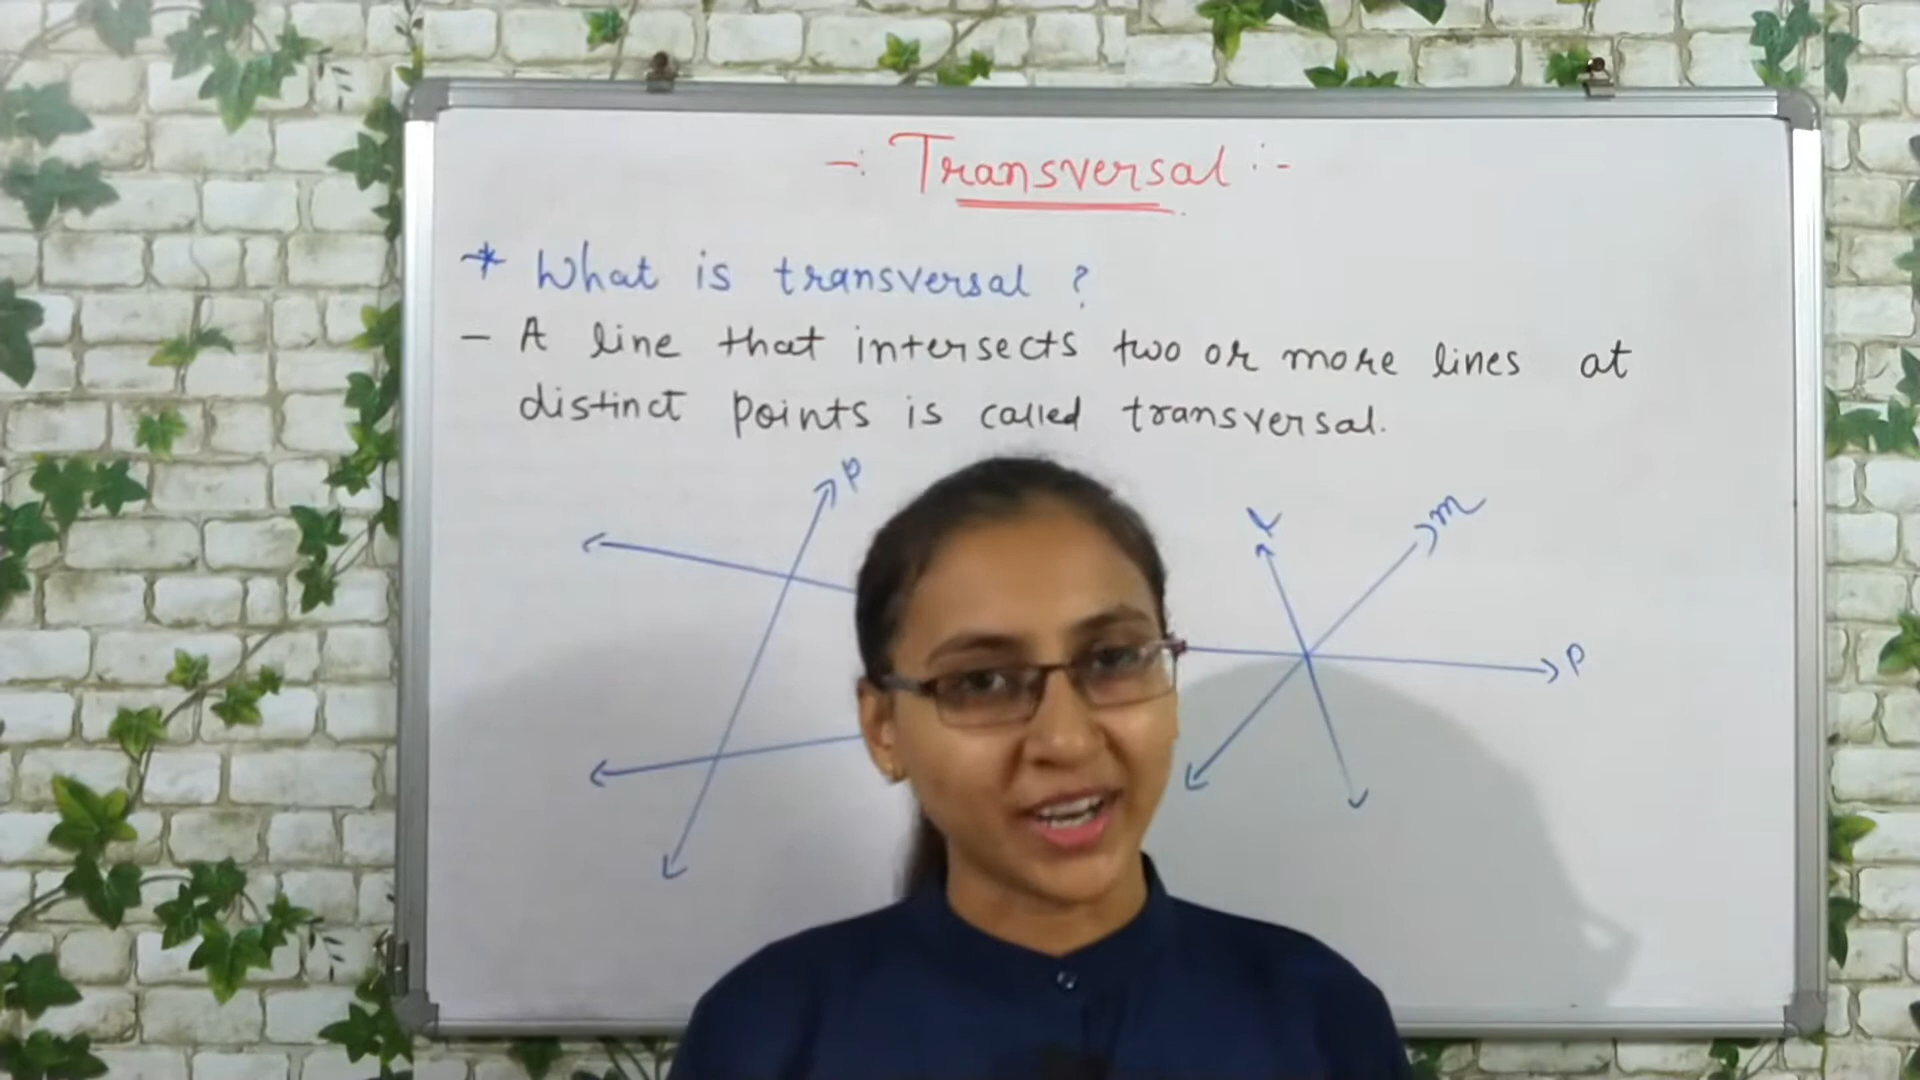 -: Transversal :-
* What is transversal ?
- A line that intersects two or more lines at
distinct points is called transversal.
p
l
m
p